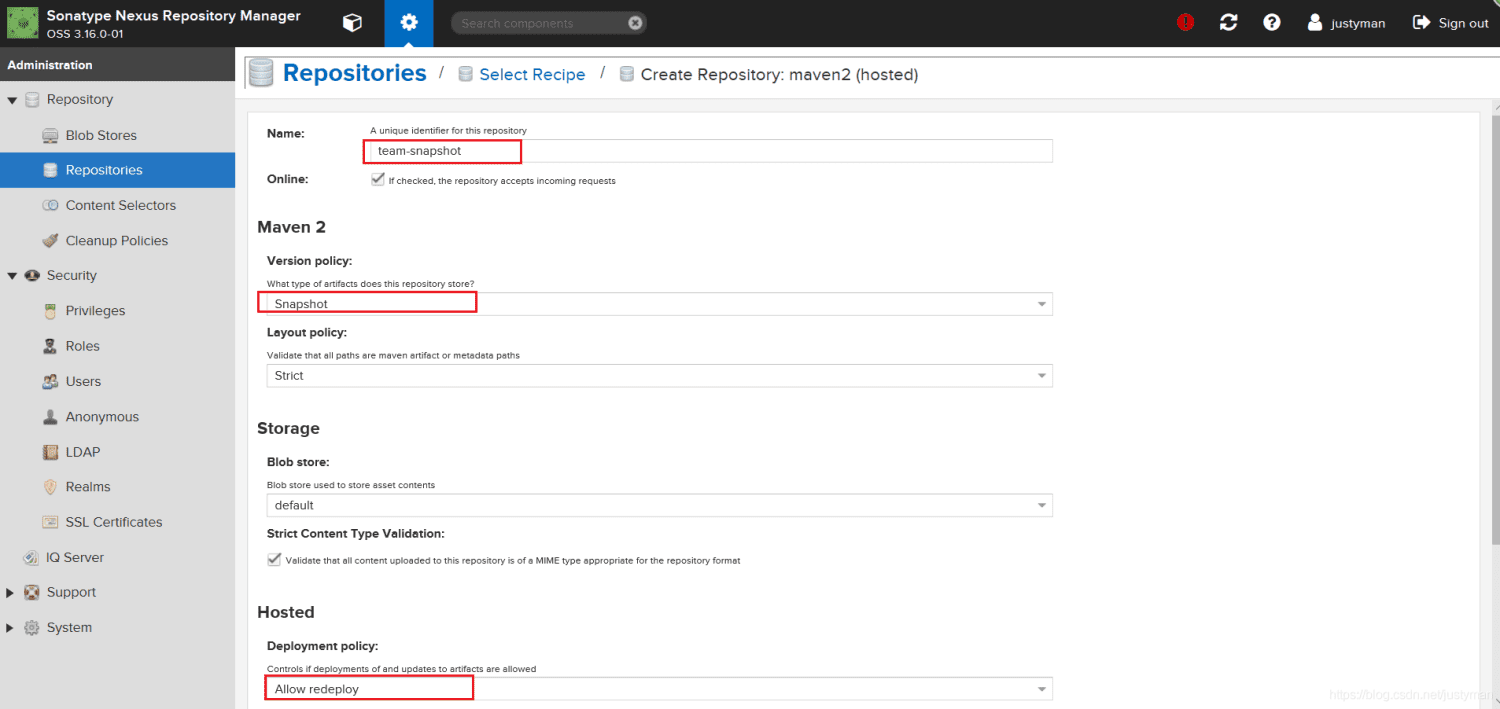 Sonatype Nexus Repository Manager
OSS 3.16.0-01
Search components
justyman
Sign out
Administration
Repository
Blob Stores
Repositories
Content Selectors
Cleanup Policies
Security
Privileges
Roles
Users
Anonymous
LDAP
Realms
SSL Certificates
IQ Server
Support
System
Repositories / Select Recipe / Create Repository: maven2 (hosted)
Name:
A unique identifier for this repository
team-snapshot
Online:
If checked, the repository accepts incoming requests
Maven 2
Version policy:
What type of artifacts does this repository store?
Snapshot
Layout policy:
Validate that all paths are maven artifact or metadata paths
Strict
Storage
Blob store:
Blob store used to store asset contents
default
Strict Content Type Validation:
Validate that all content uploaded to this repository is of a MIME type appropriate for the repository format
Hosted
Deployment policy:
Controls if deployments of and updates to artifacts are allowed
Allow redeploy
https://blog.csdn.net/justyman